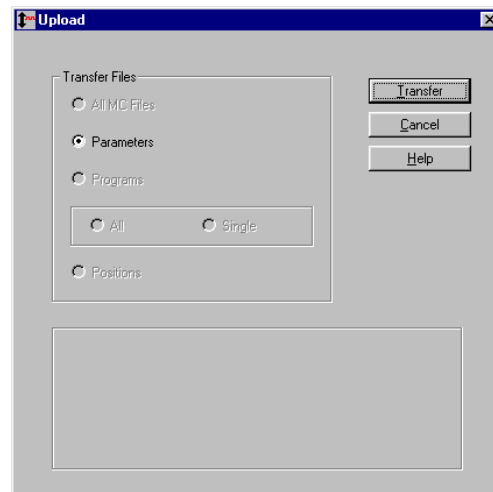 Upload
Transfer Files
All MC Files
Parameters
Programs
All Single
Positions
Transfer
Cancel
Help